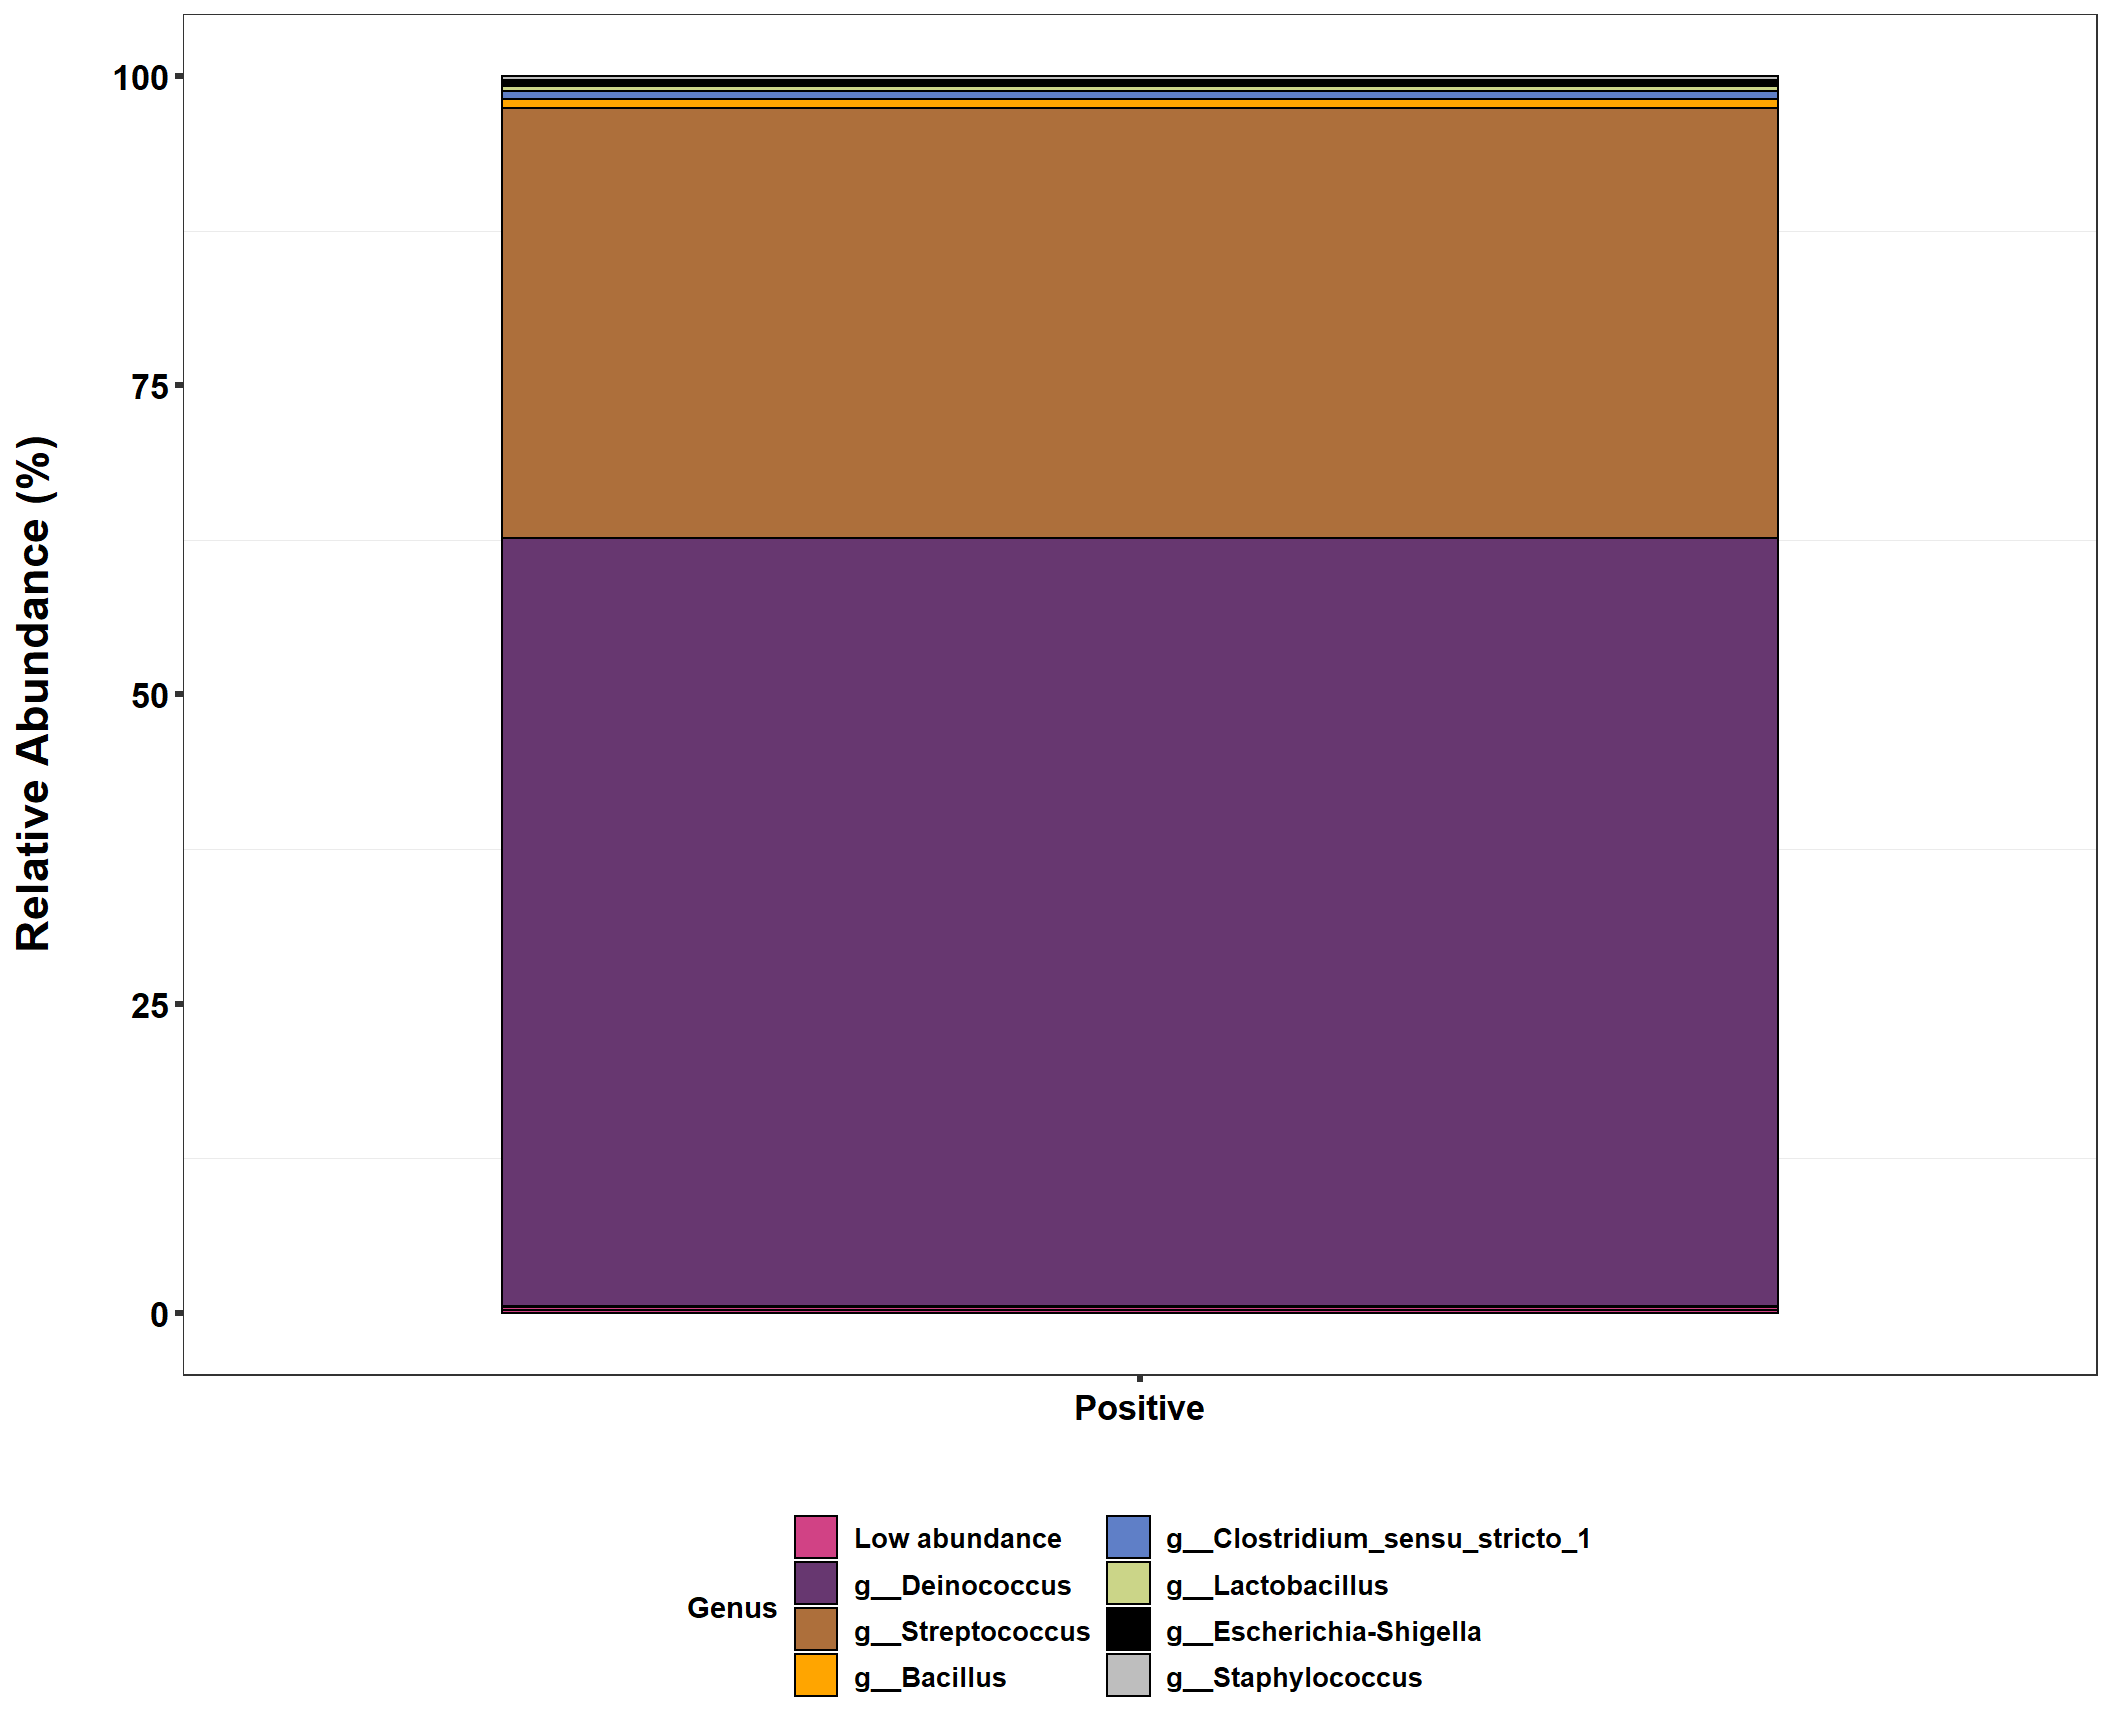 Relative Abundance (%)
100
75
50
25
0
Positive
Genus
Low abundance
g__Deinococcus
g__Streptococcus
g__Bacillus
g__Clostridium_sensu_stricto_1
g__Lactobacillus
g__Escherichia-Shigella
g__Staphylococcus